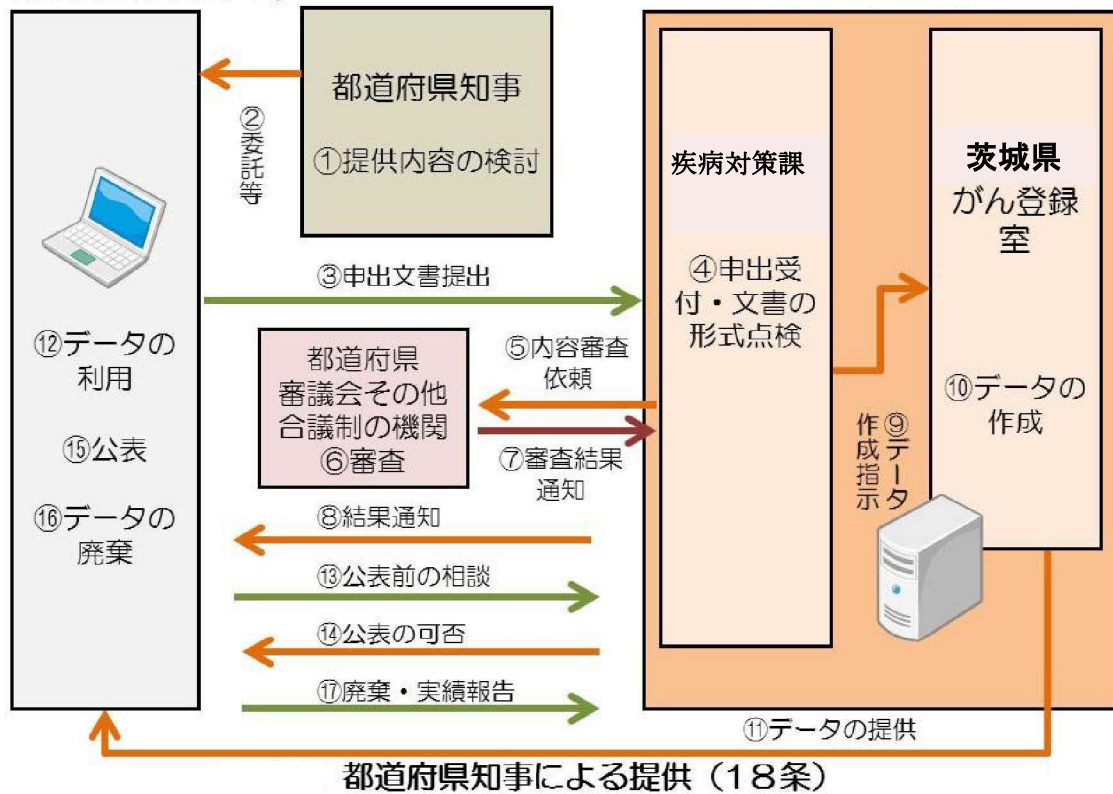 都道府県知事
①提供内容の検討
②委託等
疾病対策課
茨城県
がん登録
室
③申出文書提出
④申出受
付・文書の
形式点検
⑫データの
利用
⑮公表
⑯データの
廃棄
都道府県
審議会その他
合議制の機関
⑥審査
⑤内容審査
依頼
⑦審査結果
通知
⑨データ
作成指示
⑩データの
作成
⑧結果通知
⑬公表前の相談
⑭公表の可否
⑰廃棄・実績報告
⑪データの提供
都道府県知事による提供（18条）